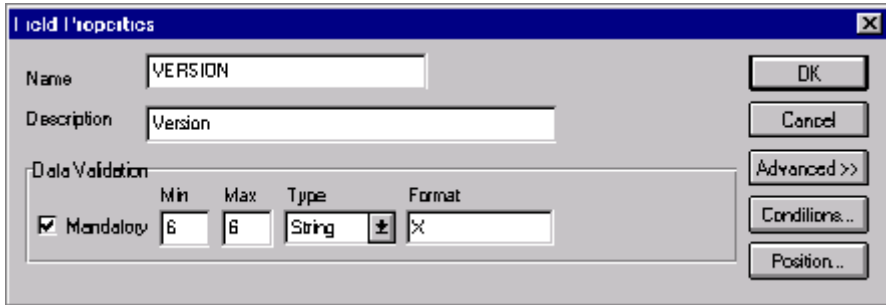 Field Properties
Name VERSION OK
Description Version Cancel
Data Validation Advanced >>
Min Max Type Format
Mandatory 6 6 String X Conditions...
Position...